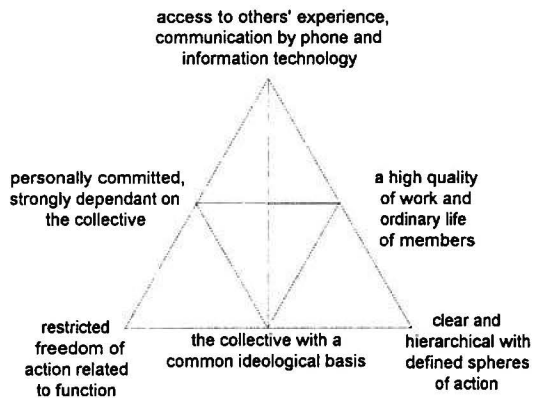 access to others' experience,
communication by phone and
information technology
personally committed,
strongly dependant on
the collective
a high quality
of work and
ordinary life
of members
restricted
freedom of
action related
to function
the collective with a
common ideological basis
clear and
hierarchical with
defined spheres
of action